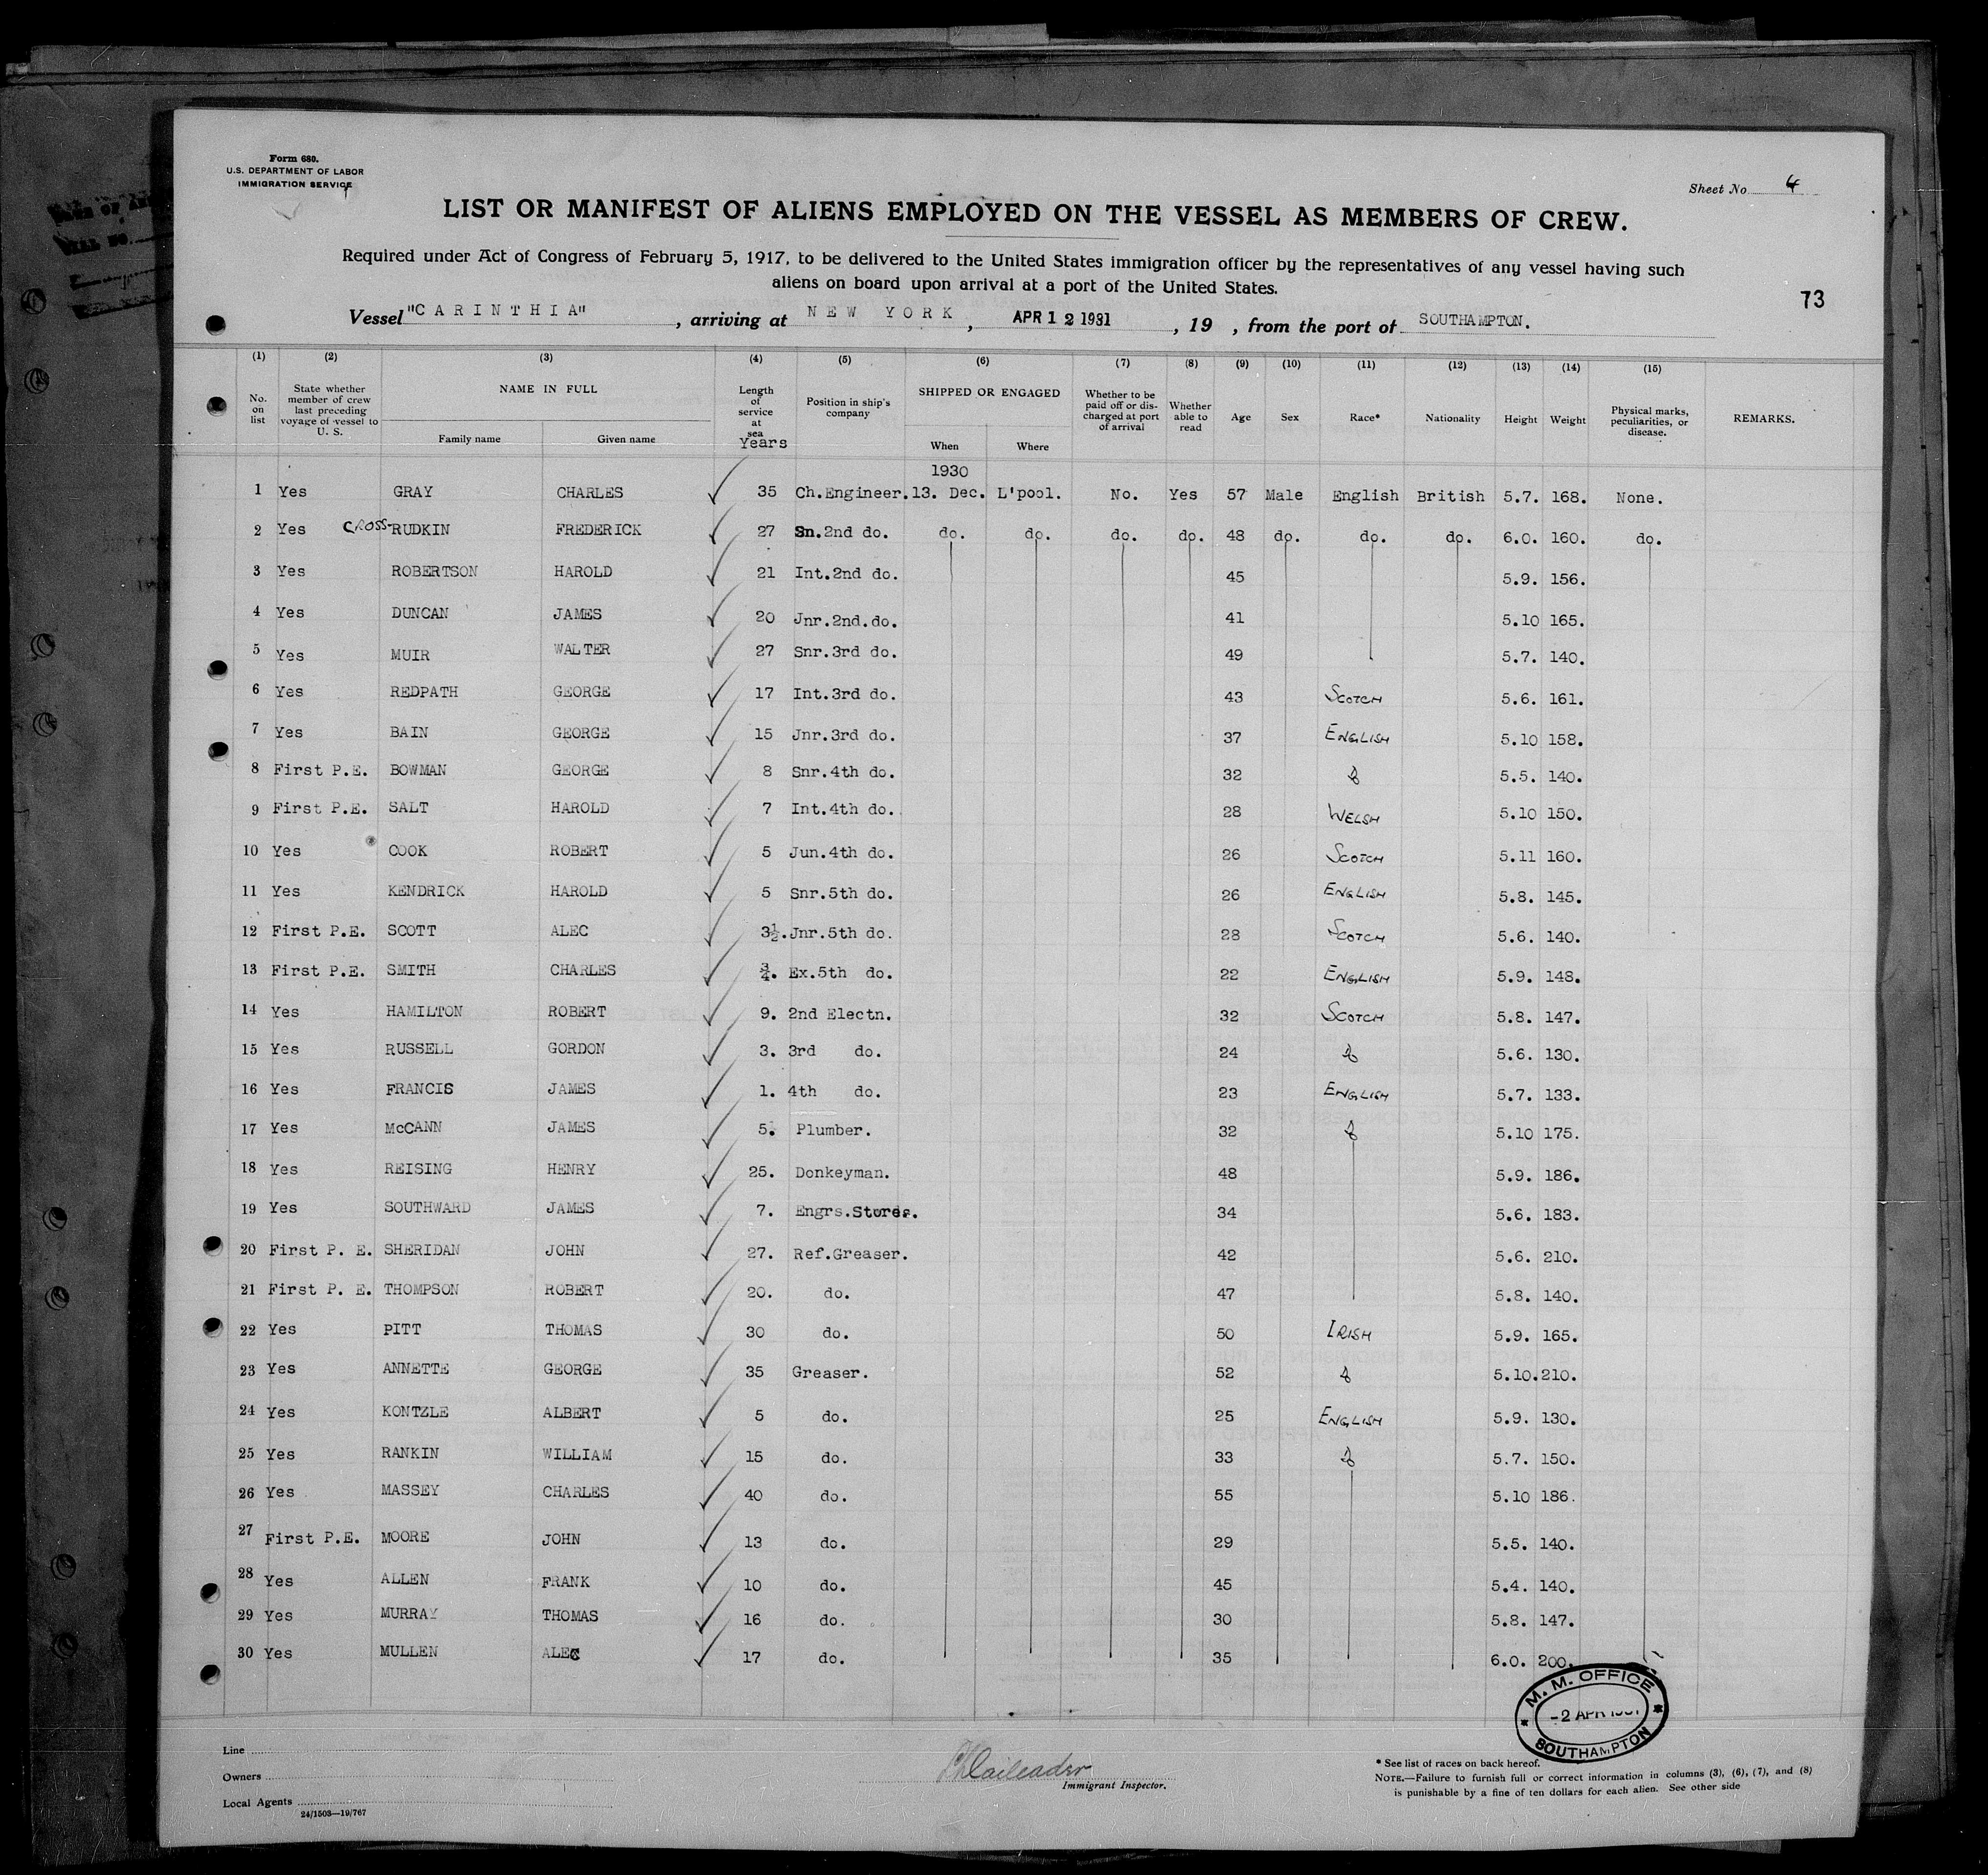 Form 680.
U.S. DEPARTMENT OF LABOR
IMMIGRATION SERVICE
Sheet No. 4
LIST OR MANIFEST OF ALIENS EMPLOYED ON THE VESSEL AS MEMBERS OF CREW.
Required under Act of Congress of February 5, 1917, to be delivered to the United States immigration officer by the representatives of any vessel having such
aliens on board upon arrival at a port of the United States.
73
Vessel "CARINTHIA", arriving at NEW YORK, APR 12 1931, 19 , from the port of SOUTHAMPTON.
(1) (2) (3) (4) (5) (6) (7) (8) (9) (10) (11) (12) (13) (14) (15)
No. on list State whether member of crew last preceding voyage of vessel to U. S. NAME IN FULL Family name Given name Length of service at sea Years Position in ship's company SHIPPED OR ENGAGED When Where Whether to be paid off or discharged at port of arrival Whether able to read Age Sex Race* Nationality Height Weight Physical marks, peculiarities, or disease. REMARKS.
1930
1 Yes GRAY CHARLES 35 Ch.Engineer. 13. Dec. L'pool. No. Yes 57 Male English British 5.7. 168. None.
2 Yes CROSS-RUDKIN FREDERICK 27 Sn.2nd do. do. do. do. do. 48 do. do. do. 6.0. 160. do.
3 Yes ROBERTSON HAROLD 21 Int.2nd do. 45 5.9. 156.
4 Yes DUNCAN JAMES 20 Jnr.2nd.do. 41 5.10 165.
5 Yes MUIR WALTER 27 Snr.3rd do. 49 5.7. 140.
6 Yes REDPATH GEORGE 17 Int.3rd do. 43 SCOTCH 5.6. 161.
7 Yes BAIN GEORGE 15 Jnr.3rd do. 37 ENGLISH 5.10 158.
8 First P.E. BOWMAN GEORGE 8 Snr.4th do. 32 do 5.5. 140.
9 First P.E. SALT HAROLD 7 Int.4th do. 28 WELSH 5.10 150.
10 Yes COOK ROBERT 5 Jun.4th do. 26 SCOTCH 5.11 160.
11 Yes KENDRICK HAROLD 5 Snr.5th do. 26 ENGLISH 5.8. 145.
12 First P.E. SCOTT ALEC 3½. Jnr.5th do. 28 SCOTCH 5.6. 140.
13 First P.E. SMITH CHARLES ¾. Ex.5th do. 22 ENGLISH 5.9. 148.
14 Yes HAMILTON ROBERT 9. 2nd Electn. 32 SCOTCH 5.8. 147.
15 Yes RUSSELL GORDON 3. 3rd do. 24 do 5.6. 130.
16 Yes FRANCIS JAMES 1. 4th do. 23 ENGLISH 5.7. 133.
17 Yes McCANN JAMES 5. Plumber. 32 do 5.10 175.
18 Yes REISING HENRY 25. Donkeyman. 48 5.9. 186.
19 Yes SOUTHWARD JAMES 7. Engrs.Storer. 34 5.6. 183.
20 First P. E. SHERIDAN JOHN 27. Ref.Greaser. 42 5.6. 210.
21 First P. E. THOMPSON ROBERT 20. do. 47 5.8. 140.
22 Yes PITT THOMAS 30 do. 50 IRISH 5.9. 165.
23 Yes ANNETTE GEORGE 35 Greaser. 52 do 5.10. 210.
24 Yes KONTZLE ALBERT 5 do. 25 ENGLISH 5.9. 130.
25 Yes RANKIN WILLIAM 15 do. 33 do 5.7. 150.
26 Yes MASSEY CHARLES 40 do. 55 5.10 186.
27 First P.E. MOORE JOHN 13 do. 29 5.5. 140.
28 Yes ALLEN FRANK 10 do. 45 5.4. 140.
29 Yes MURRAY THOMAS 16 do. 30 5.8. 147.
30 Yes MULLEN ALEC 17 do. 35 6.0. 200.
M. M. OFFICE
-2 APR 1931
SOUTHAMPTON
Line
Owners
Local Agents
24/1503—19/767
Immigrant Inspector.
* See list of races on back hereof.
NOTE.—Failure to furnish full or correct information in columns (3), (6), (7), and (8)
is punishable by a fine of ten dollars for each alien. See other side